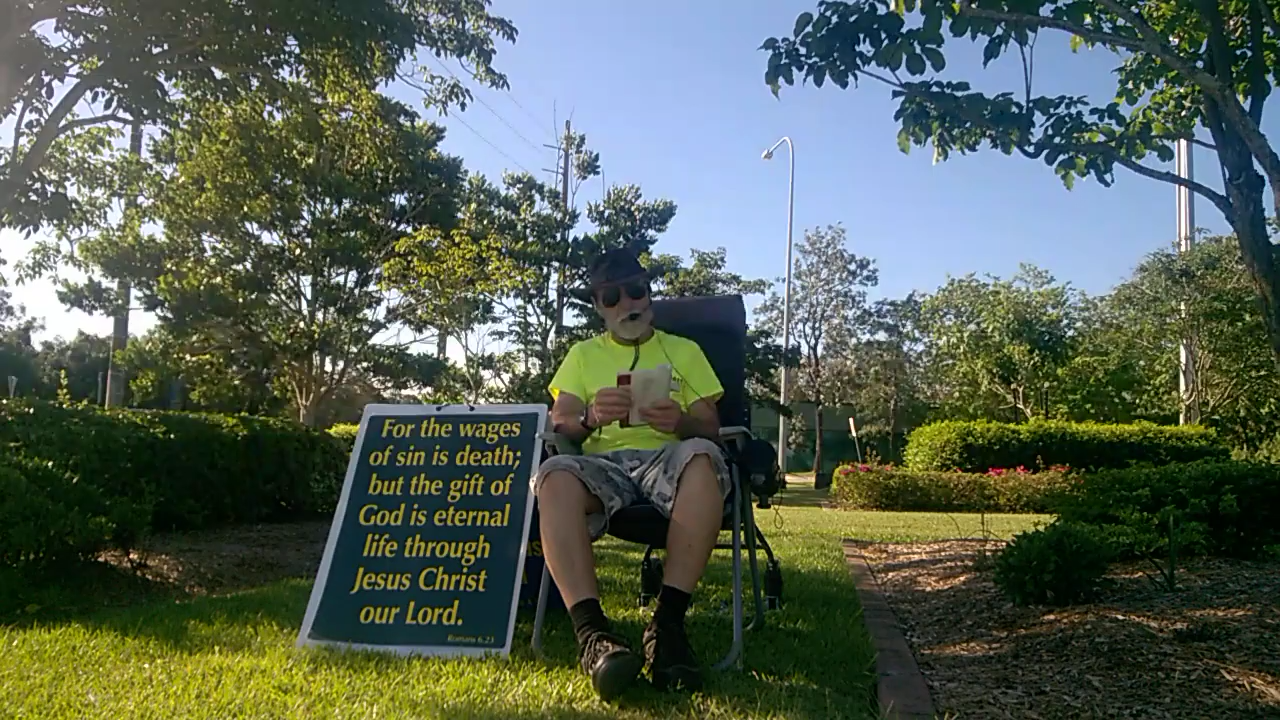 For the wages
of sin is death;
but the gift of
God is eternal
life through
Jesus Christ
our Lord.
Romans 6.23